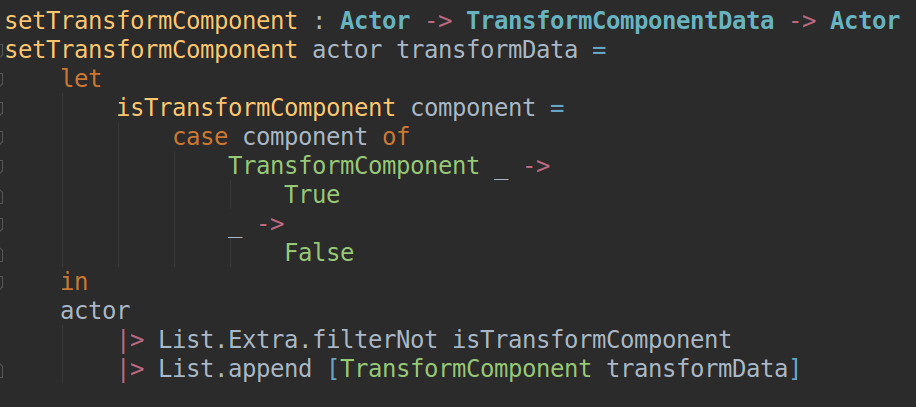 setTransformComponent : Actor -> TransformComponentData -> Actor
setTransformComponent actor transformData =
    let
        isTransformComponent component =
            case component of
                TransformComponent _ ->
                    True
                _ ->
                    False
    in
    actor
        |> List.Extra.filterNot isTransformComponent
        |> List.append [TransformComponent transformData]